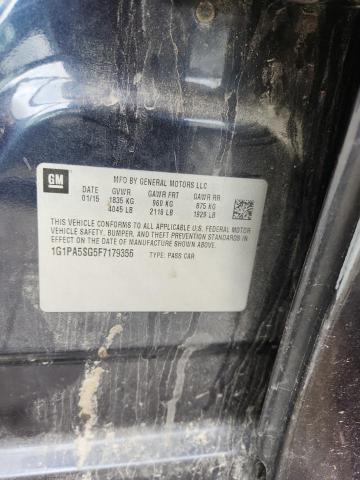 GM
MFD BY GENERAL MOTORS LLC
DATE GVWR GAWR FRT GAWR RR
01/15 1835 KG 960 KG 875 KG
4045 LB 2116 LB 1929 LB
THIS VEHICLE CONFORMS TO ALL APPLICABLE U.S. FEDERAL MOTOR
VEHICLE SAFETY, BUMPER, AND THEFT PREVENTION STANDARDS IN
EFFECT ON THE DATE OF MANUFACTURE SHOWN ABOVE.
1G1PA5SG5F7179356 TYPE: PASS CAR